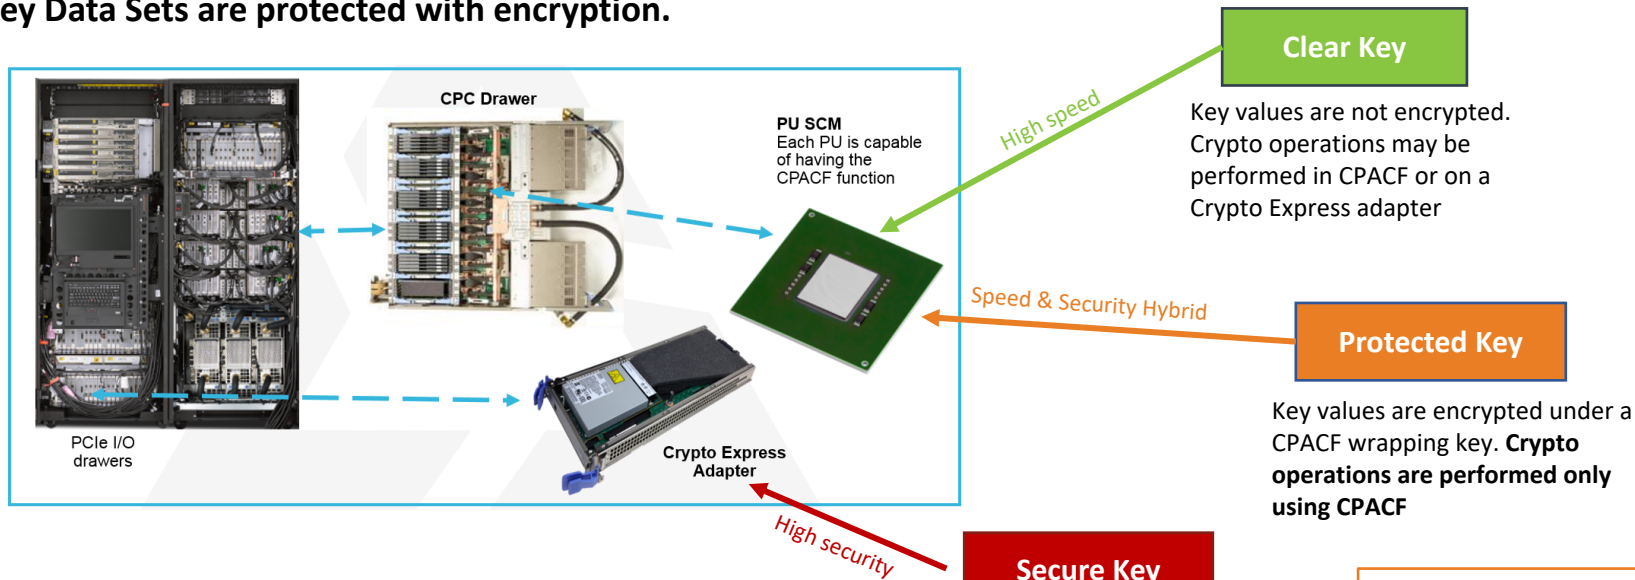 ey Data Sets are protected with encryption.
Clear Key
CPC Drawer
PU SCM
Each PU is capable
of having the
CPACF function
High speed
Key values are not encrypted.
Crypto operations may be
performed in CPACF or on a
Crypto Express adapter
Speed & Security Hybrid
Protected Key
Key values are encrypted under a
CPACF wrapping key. Crypto
operations are performed only
using CPACF
PCIe I/O
drawers
Crypto Express
Adapter
High security
Secure Key